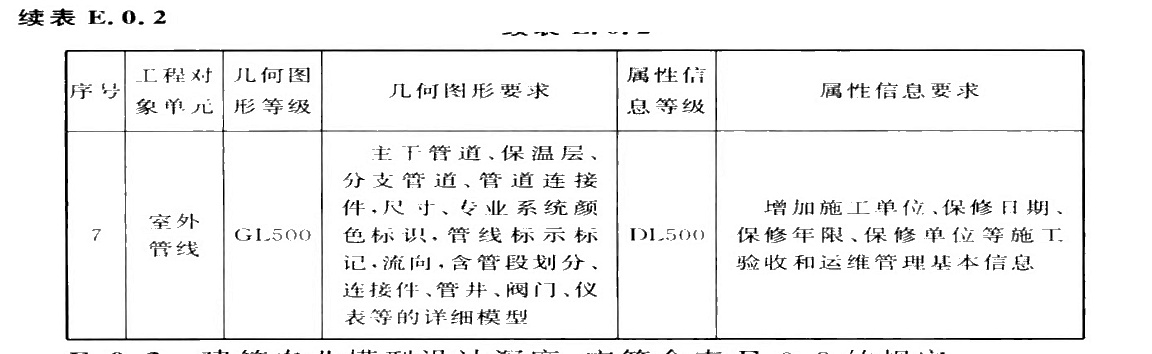 续表 E.0.2
序号
工程对
象单元
几何图
形等级
几何图形要求
属性信
息等级
属性信息要求
7
室外
管线
GL500
主干管道、保温层、
分支管道、管道连接
件,尺寸、专业系统颜
色标识,管线标示标
记,流向,含管段划分、
连接件、管井、阀门、仪
表等的详细模型
DL500
增加施工单位、保修日期、
保修年限、保修单位等施工
验收和运维管理基本信息